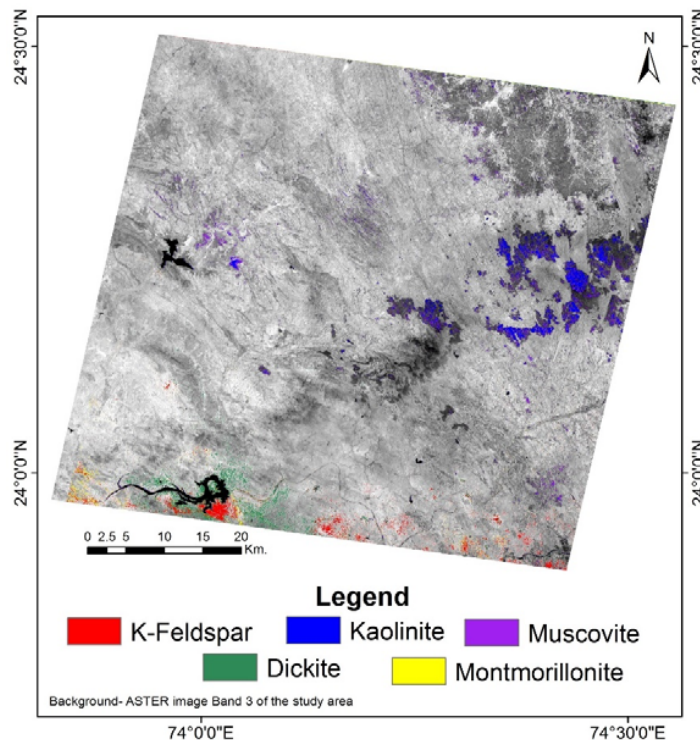 N
24°30'0"N
24°30'0"N
24°0'0"N
24°0'0"N
0 2.5 5 10 15 20
Km.
Legend
K-Feldspar Kaolinite Muscovite
Dickite Montmorillonite
Background- ASTER image Band 3 of the study area
74°0'0"E 74°30'0"E